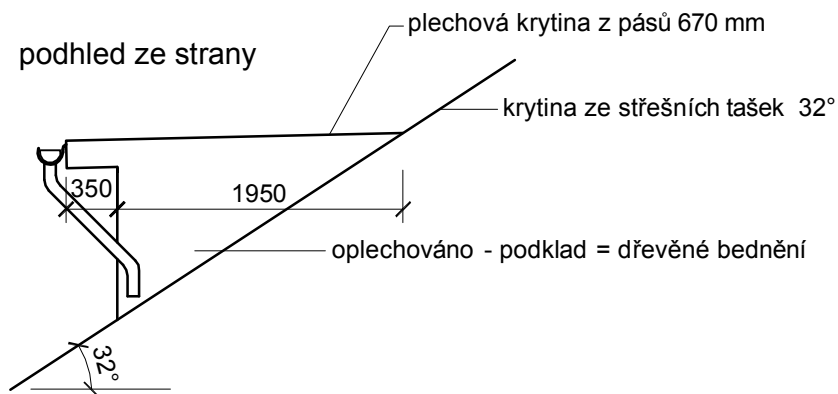 plechová krytina z pásů 670 mm
podhled ze strany
krytina ze střešních tašek 32°
350
1950
oplechováno - podklad = dřevěné bednění
32°